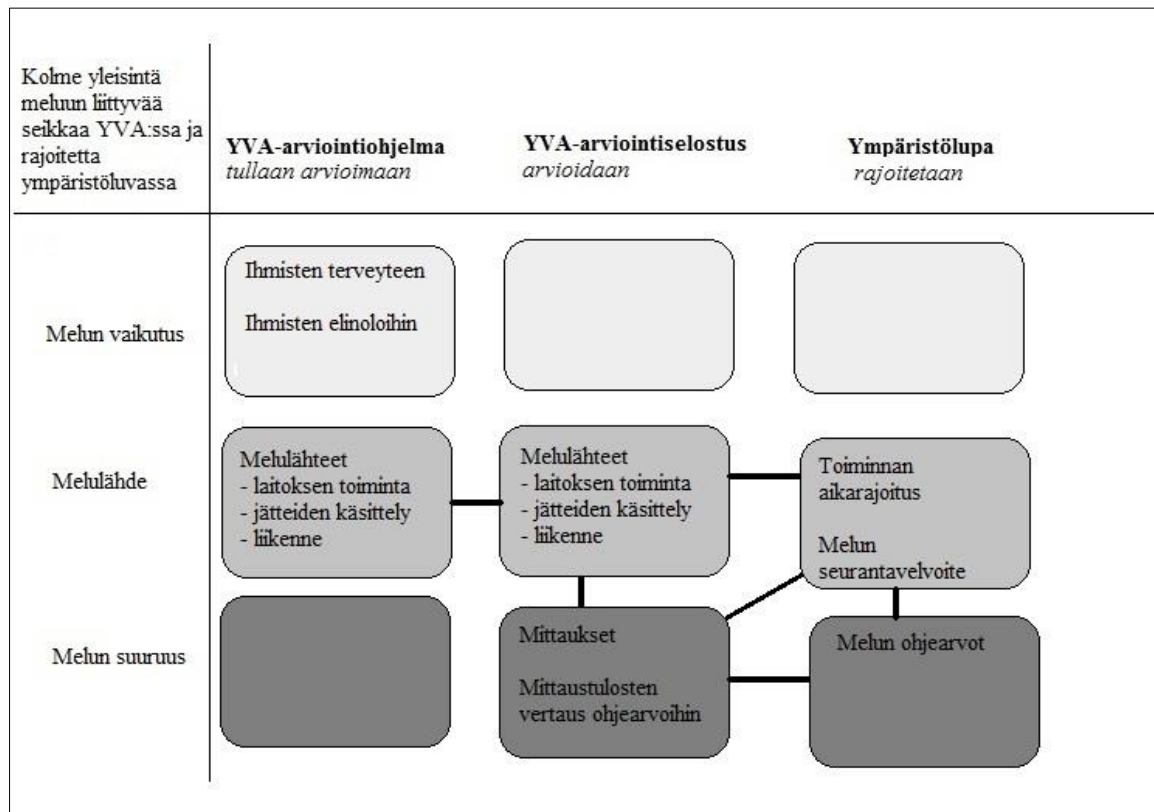 Kolme yleisintä
meluun liittyvää
seikkaa YVA:ssa ja
rajoitetta
ympäristöluvassa
YVA-arviointiohjelma
tullaan arvioimaan
YVA-arviointiselostus
arvioidaan
Ympäristölupa
rajoitetaan
Melun vaikutus
Ihmisten terveyteen
Ihmisten elinoloihin
Melulähde
Melulähteet
- laitoksen toiminta
- jätteiden käsittely
- liikenne
Melulähteet
- laitoksen toiminta
- jätteiden käsittely
- liikenne
Toiminnan
aikarajoitus
Melun
seurantavelvoite
Melun suuruus
Mittaukset
Mittaustulosten
vertaus ohjearvoihin
Melun ohjearvot